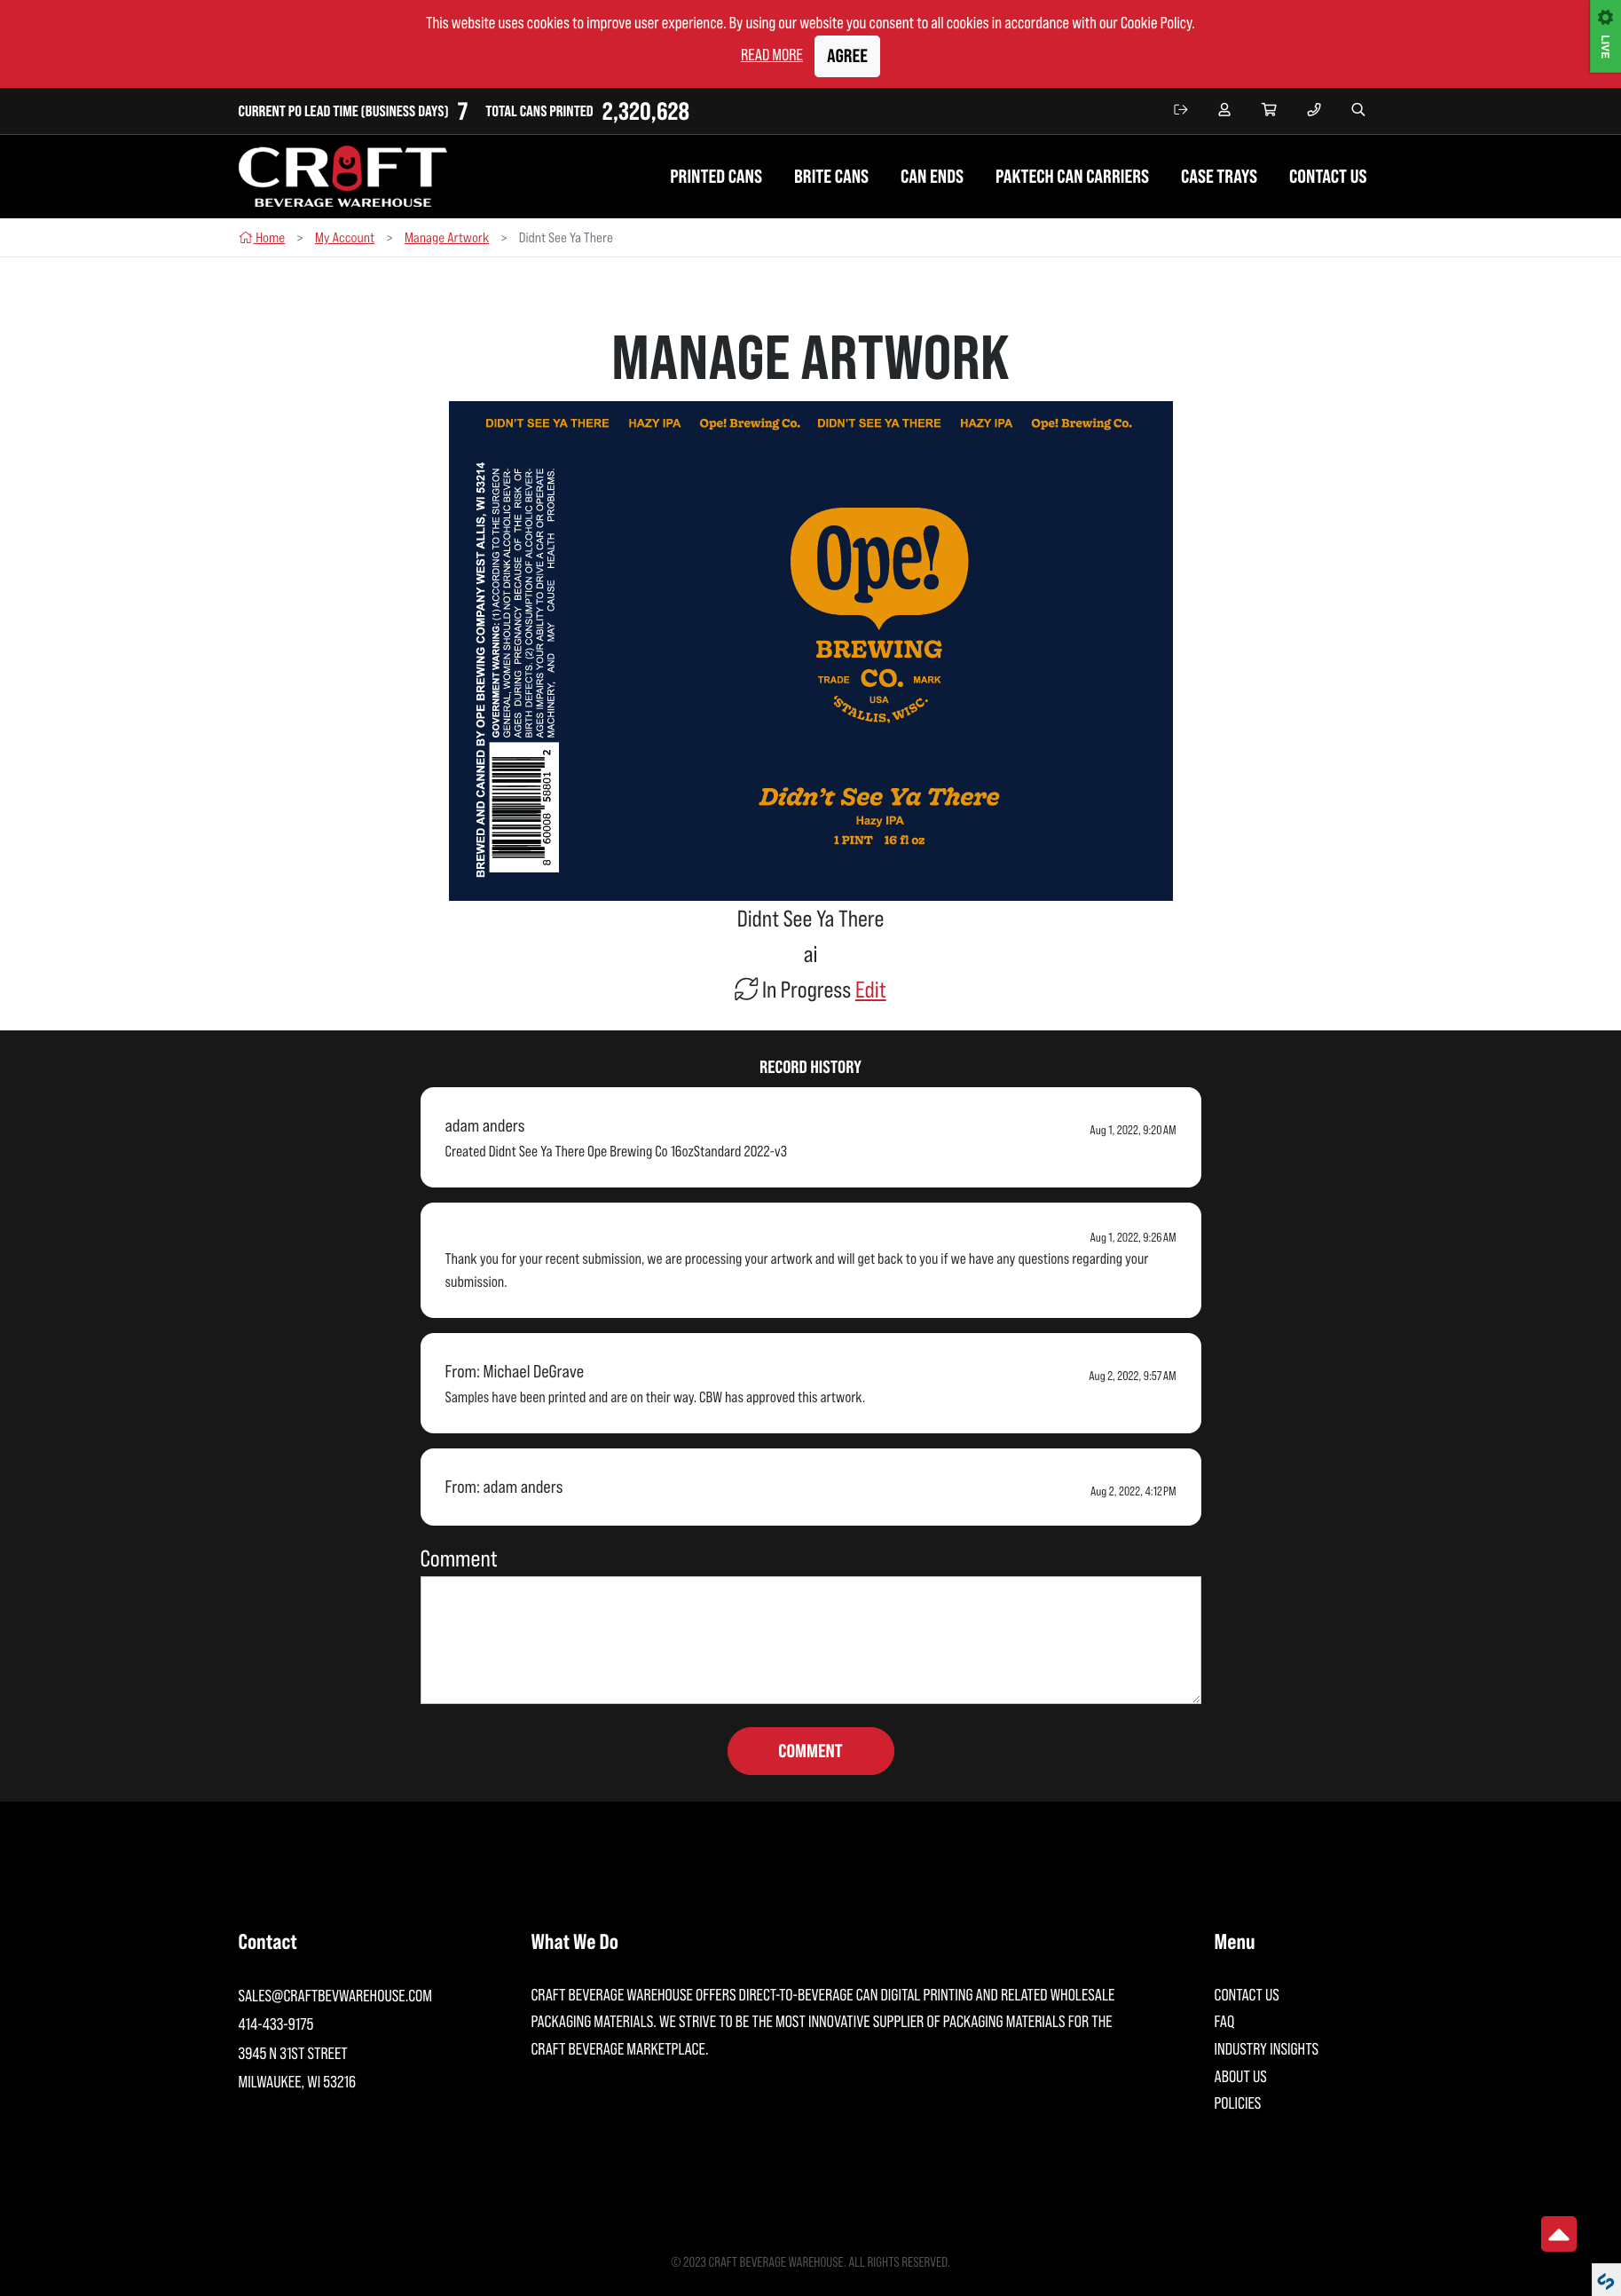 This website uses cookies to improve user experience. By using our website you consent to all cookies in accordance with our Cookie Policy.
READ MORE AGREE
LIVE
CURRENT PO LEAD TIME (BUSINESS DAYS) 7 TOTAL CANS PRINTED 2,320,628
CRAFT
BEVERAGE WAREHOUSE
PRINTED CANS BRITE CANS CAN ENDS PAKTECH CAN CARRIERS CASE TRAYS CONTACT US
Home > My Account > Manage Artwork > Didnt See Ya There
MANAGE ARTWORK
DIDN'T SEE YA THERE HAZY IPA Ope! Brewing Co. DIDN'T SEE YA THERE HAZY IPA Ope! Brewing Co.
BREWED AND CANNED BY OPE BREWING COMPANY WEST ALLIS, WI 53214
GOVERNMENT WARNING: (1) ACCORDING TO THE SURGEON
GENERAL, WOMEN SHOULD NOT DRINK ALCOHOLIC BEVER-
AGES DURING PREGNANCY BECAUSE OF THE RISK OF
BIRTH DEFECTS. (2) CONSUMPTION OF ALCOHOLIC BEVER-
AGES IMPAIRS YOUR ABILITY TO DRIVE A CAR OR OPERATE
MACHINERY, AND MAY CAUSE HEALTH PROBLEMS.
8 60008 58801 2
Ope!
BREWING
TRADE CO. MARK
USA
'STALLIS, WISC.
Didn't See Ya There
Hazy IPA
1 PINT 16 fl oz
Didnt See Ya There
ai
In Progress Edit
RECORD HISTORY
adam anders
Aug 1, 2022, 9:20 AM
Created Didnt See Ya There Ope Brewing Co 16ozStandard 2022-v3
Aug 1, 2022, 9:26 AM
Thank you for your recent submission, we are processing your artwork and will get back to you if we have any questions regarding your
submission.
From: Michael DeGrave
Aug 2, 2022, 9:57 AM
Samples have been printed and are on their way. CBW has approved this artwork.
From: adam anders
Aug 2, 2022, 4:12 PM
Comment
COMMENT
Contact
SALES@CRAFTBEVWAREHOUSE.COM
414-433-9175
3945 N 31ST STREET
MILWAUKEE, WI 53216
What We Do
CRAFT BEVERAGE WAREHOUSE OFFERS DIRECT-TO-BEVERAGE CAN DIGITAL PRINTING AND RELATED WHOLESALE
PACKAGING MATERIALS. WE STRIVE TO BE THE MOST INNOVATIVE SUPPLIER OF PACKAGING MATERIALS FOR THE
CRAFT BEVERAGE MARKETPLACE.
Menu
CONTACT US
FAQ
INDUSTRY INSIGHTS
ABOUT US
POLICIES
© 2023 CRAFT BEVERAGE WAREHOUSE. ALL RIGHTS RESERVED.